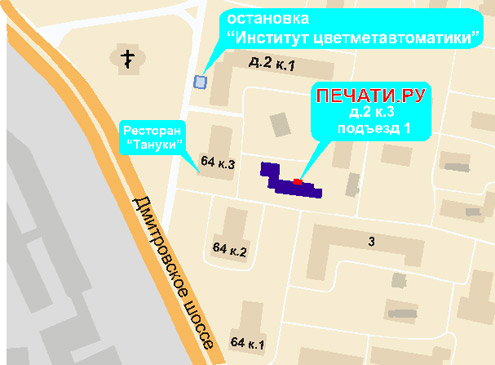 остановка
“Институт цветметавтоматики”
д.2 к.1
ПЕЧАТИ.РУ
д.2 к.3
подъезд 1
Ресторан
“Тануки”
64 к.3
Дмитровское шоссе
64 к.2
3
64 к.1